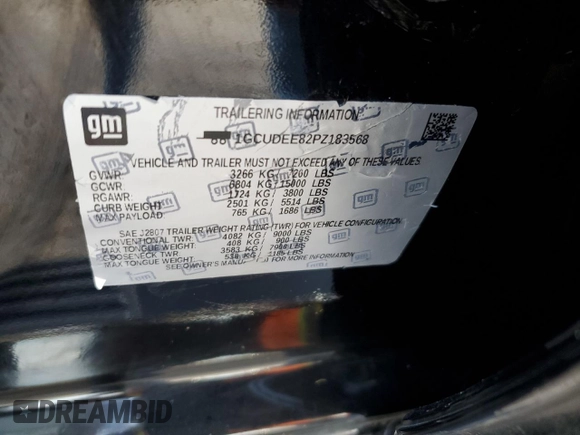 gm
TRAILERING INFORMATION
1GCUDEE82PZ183568
VEHICLE AND TRAILER MUST NOT EXCEED ANY OF THESE VALUES
GVWR: 3266 KG / 7200 LBS
GCWR: 6804 KG / 15000 LBS
RGAWR: 1724 KG / 3800 LBS
CURB WEIGHT: 2501 KG / 5514 LBS
MAX PAYLOAD: 765 KG / 1686 LBS
SAE J2807 TRAILER WEIGHT RATING (TWR) FOR VEHICLE CONFIGURATION:
CONVENTIONAL TWR: 4082 KG / 9000 LBS
MAX TONGUE WEIGHT: 408 KG / 900 LBS
GOOSENECK TWR: 3583 KG / LBS
MAX TONGUE WEIGHT: KG / 1185 LBS
SEE OWNER'S MANUAL FOR MORE INFORMATION
DREAMBID